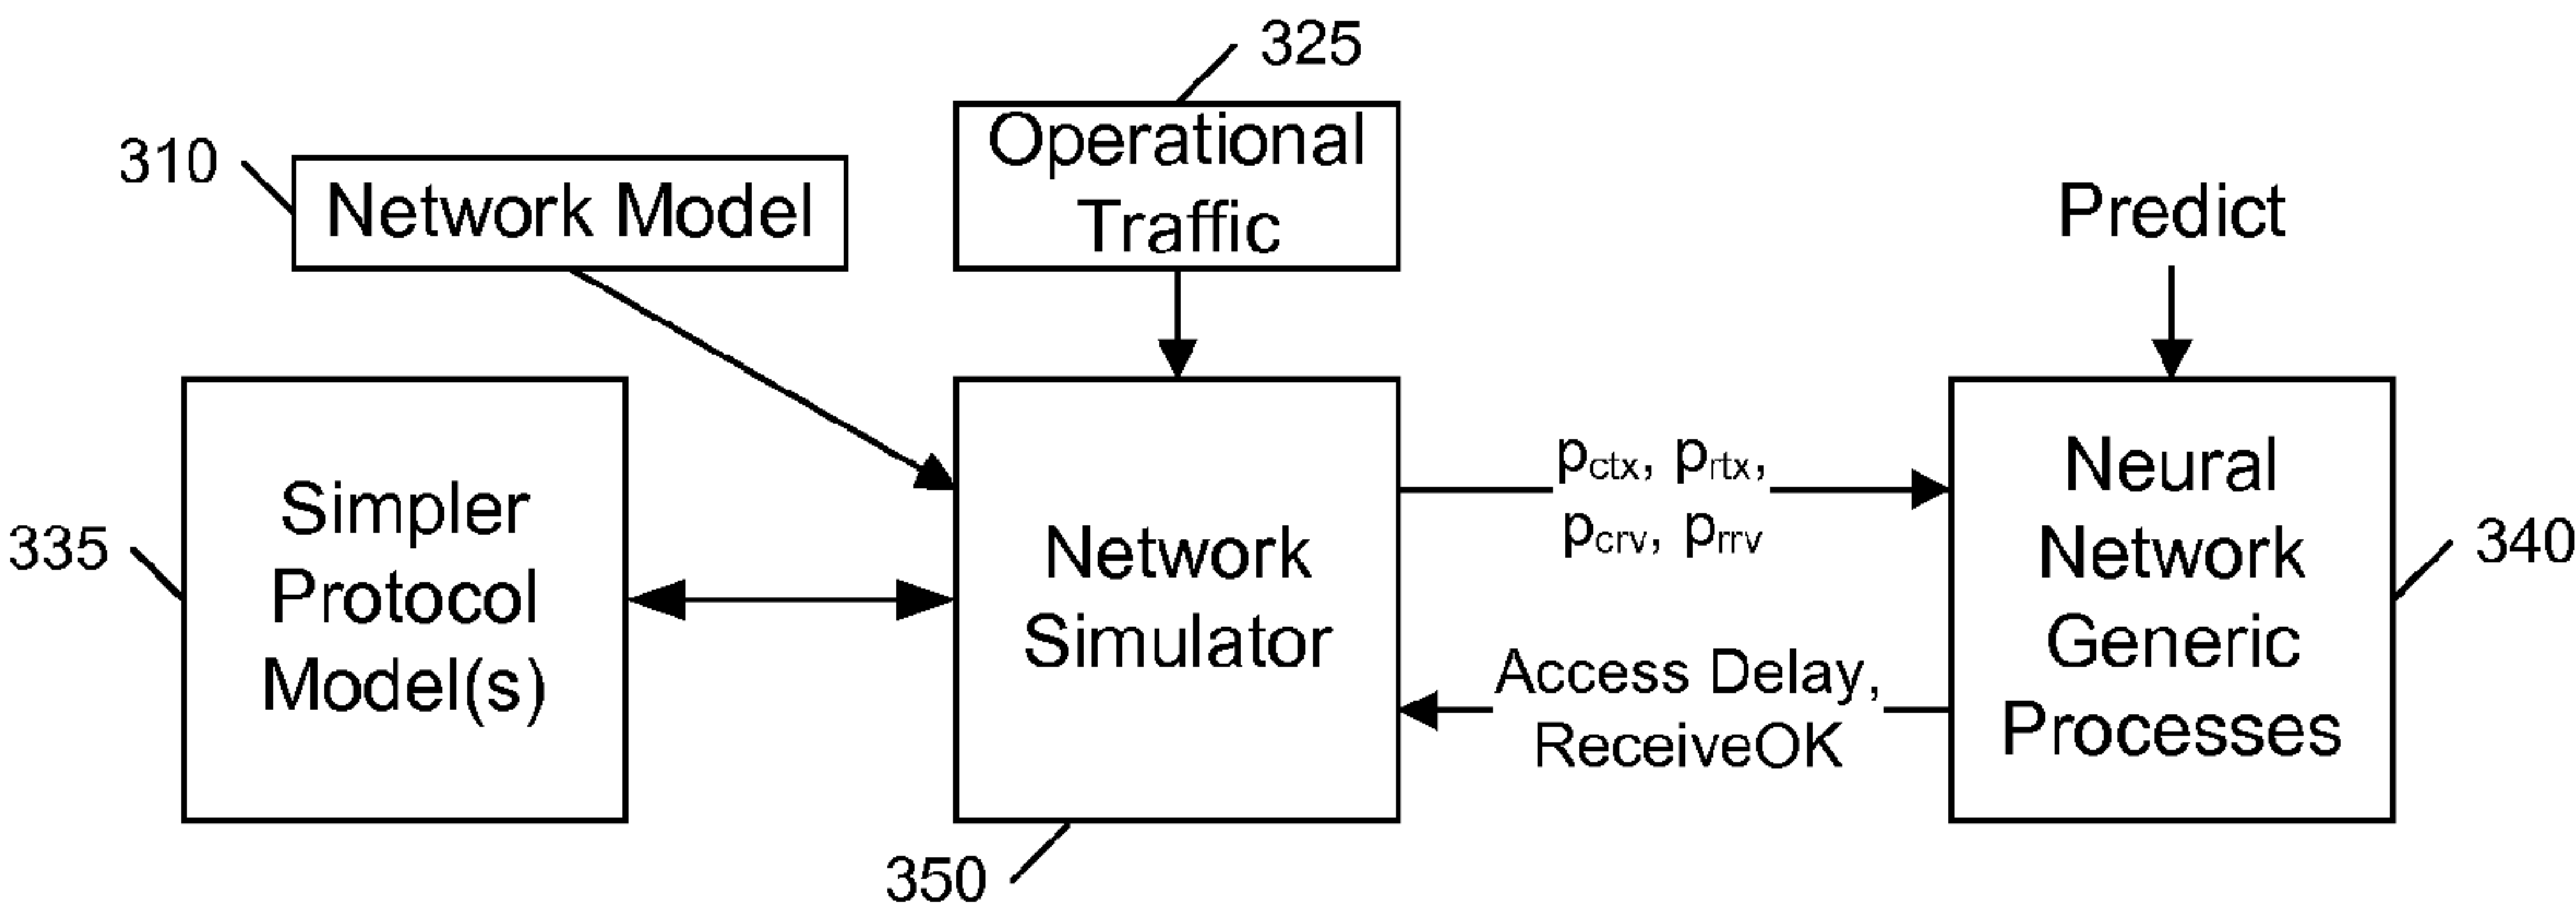 325
Operational
Traffic
310
Network Model
Predict
335
Simpler
Protocol
Model(s)
Network
Simulator
350
pctx, prtx,
pcrv, prrv
Access Delay,
ReceiveOK
Neural
Network
Generic
Processes
340